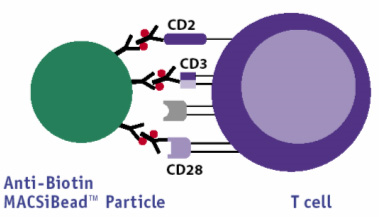 CD2
CD3
CD28
Anti-Biotin
MACSiBead™ Particle
T cell